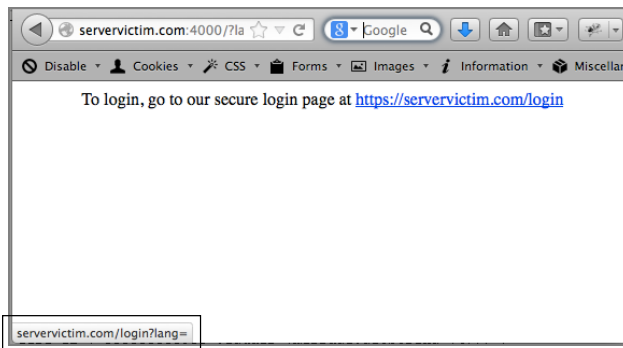 servervictim.com:4000/?la Google
Disable Cookies CSS Forms Images Information Miscella
To login, go to our secure login page at https://servervictim.com/login
servervictim.com/login?lang=